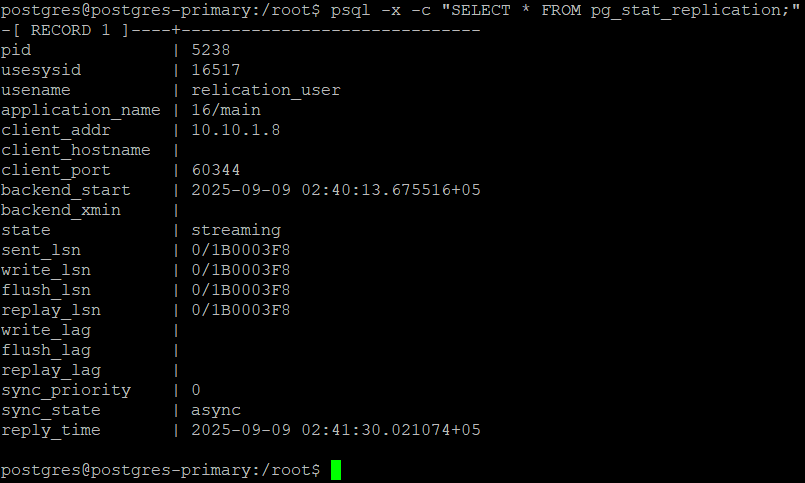 postgres@postgres-primary:/root$ psql -x -c "SELECT * FROM pg_stat_replication;"
-[ RECORD 1 ]----+------------------------------
pid              | 5238
usesysid         | 16517
usename          | relication_user
application_name | 16/main
client_addr      | 10.10.1.8
client_hostname  |
client_port      | 60344
backend_start    | 2025-09-09 02:40:13.675516+05
backend_xmin     |
state            | streaming
sent_lsn         | 0/1B0003F8
write_lsn        | 0/1B0003F8
flush_lsn        | 0/1B0003F8
replay_lsn       | 0/1B0003F8
write_lag        |
flush_lag        |
replay_lag       |
sync_priority    | 0
sync_state       | async
reply_time       | 2025-09-09 02:41:30.021074+05
postgres@postgres-primary:/root$